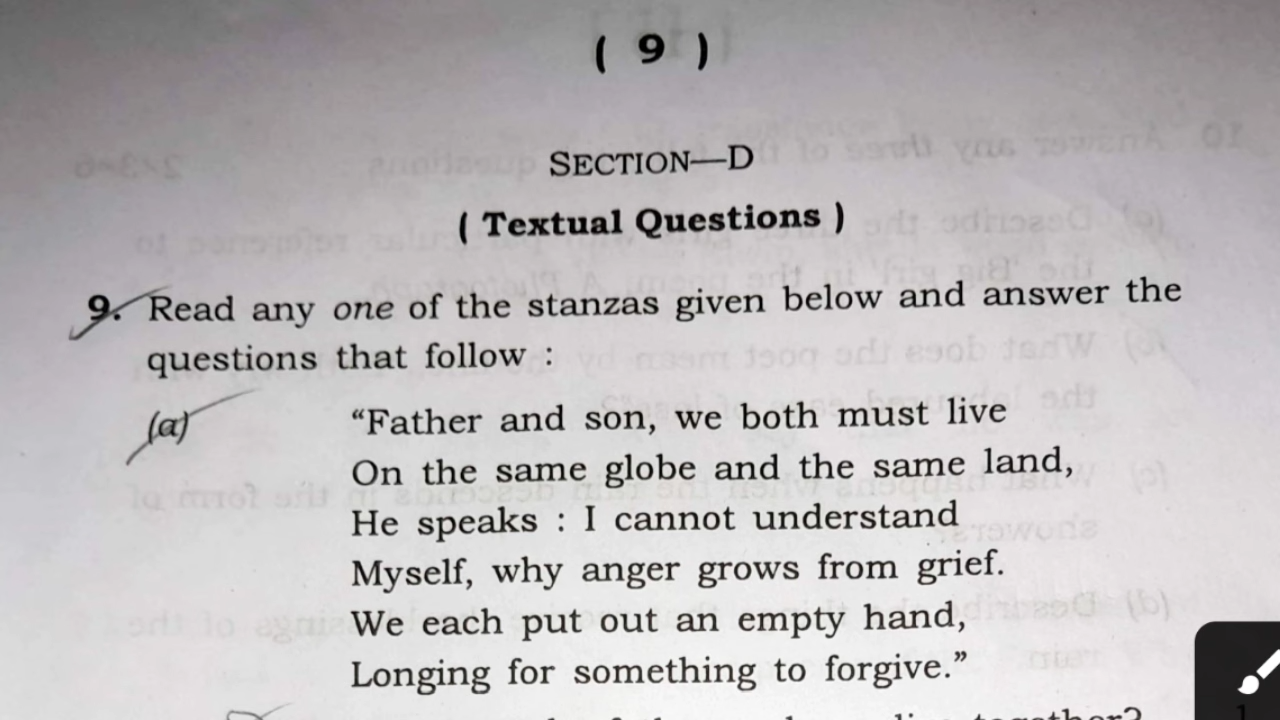 ( 9 )
SECTION—D
( Textual Questions )
9. Read any one of the stanzas given below and answer the
questions that follow :
(a) “Father and son, we both must live
On the same globe and the same land,
He speaks : I cannot understand
Myself, why anger grows from grief.
We each put out an empty hand,
Longing for something to forgive.”
together?